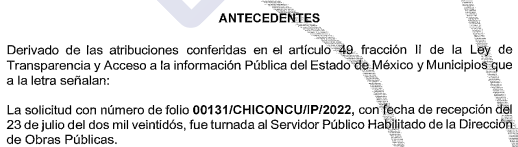 ANTECEDENTES
Derivado de las atribuciones conferidas en el artículo 49 fracción II de la Ley de
Transparencia y Acceso a la información Pública del Estado de México y Municipios que
a la letra señalan:
La solicitud con número de folio 00131/CHICONCU/IP/2022, con fecha de recepción del
23 de julio del dos mil veintidós, fue turnada al Servidor Público Habilitado de la Dirección
de Obras Públicas.